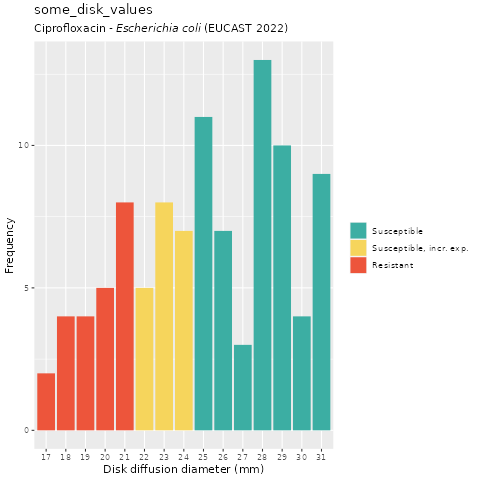 some_disk_values
Ciprofloxacin - Escherichia coli (EUCAST 2022)
Frequency
10
5
0
17 18 19 20 21 22 23 24 25 26 27 28 29 30 31
Disk diffusion diameter (mm)
Susceptible
Susceptible, incr. exp.
Resistant